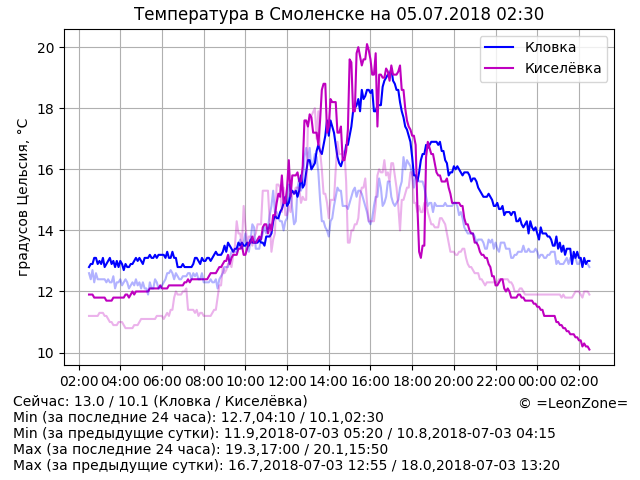 Температура в Смоленске на 05.07.2018 02:30
градусов Цельсия, °C
20
18
16
14
12
10
Кловка
Киселёвка
02:00 04:00 06:00 08:00 10:00 12:00 14:00 16:00 18:00 20:00 22:00 00:00 02:00
Сейчас: 13.0 / 10.1 (Кловка / Киселёвка)
© =LeonZone=
Min (за последние 24 часа): 12.7,04:10 / 10.1,02:30
Min (за предыдущие сутки): 11.9,2018-07-03 05:20 / 10.8,2018-07-03 04:15
Max (за последние 24 часа): 19.3,17:00 / 20.1,15:50
Max (за предыдущие сутки): 16.7,2018-07-03 12:55 / 18.0,2018-07-03 13:20